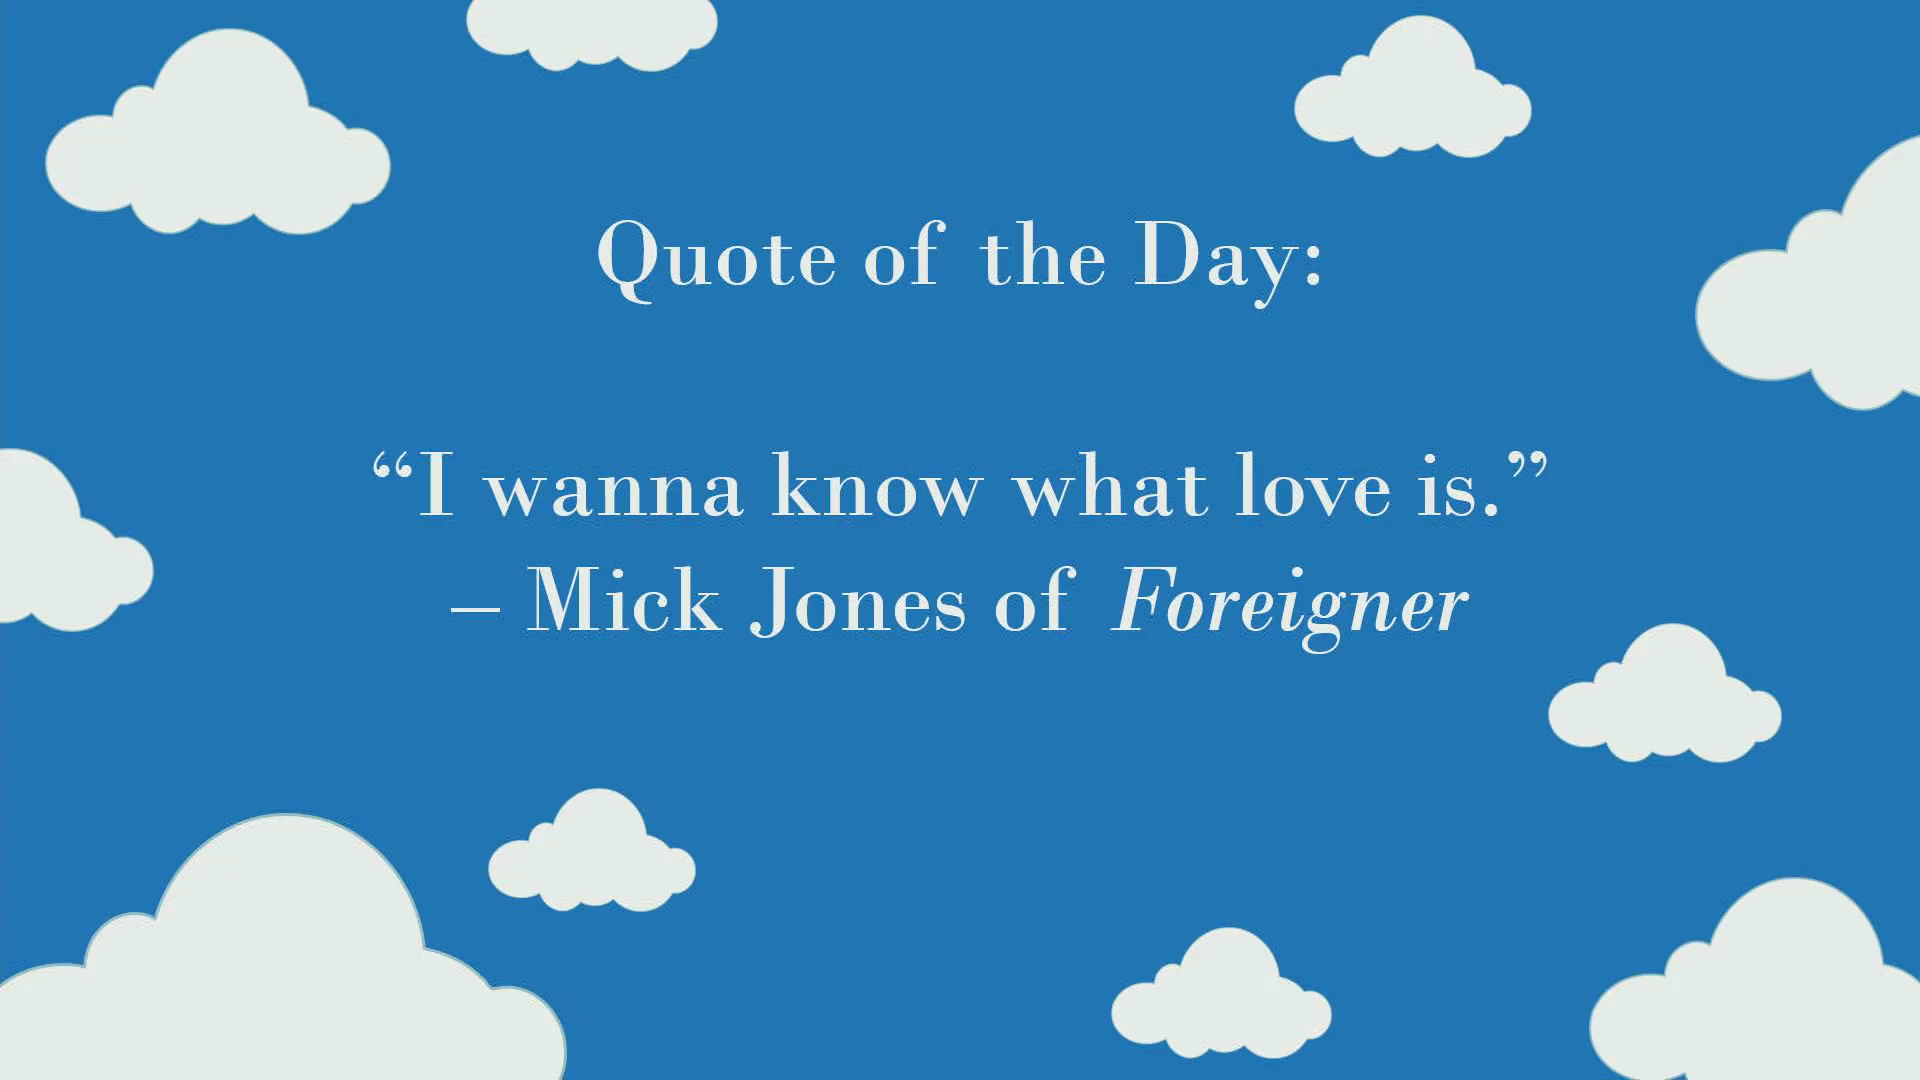 Quote of the Day:
“I wanna know what love is.”
– Mick Jones of Foreigner